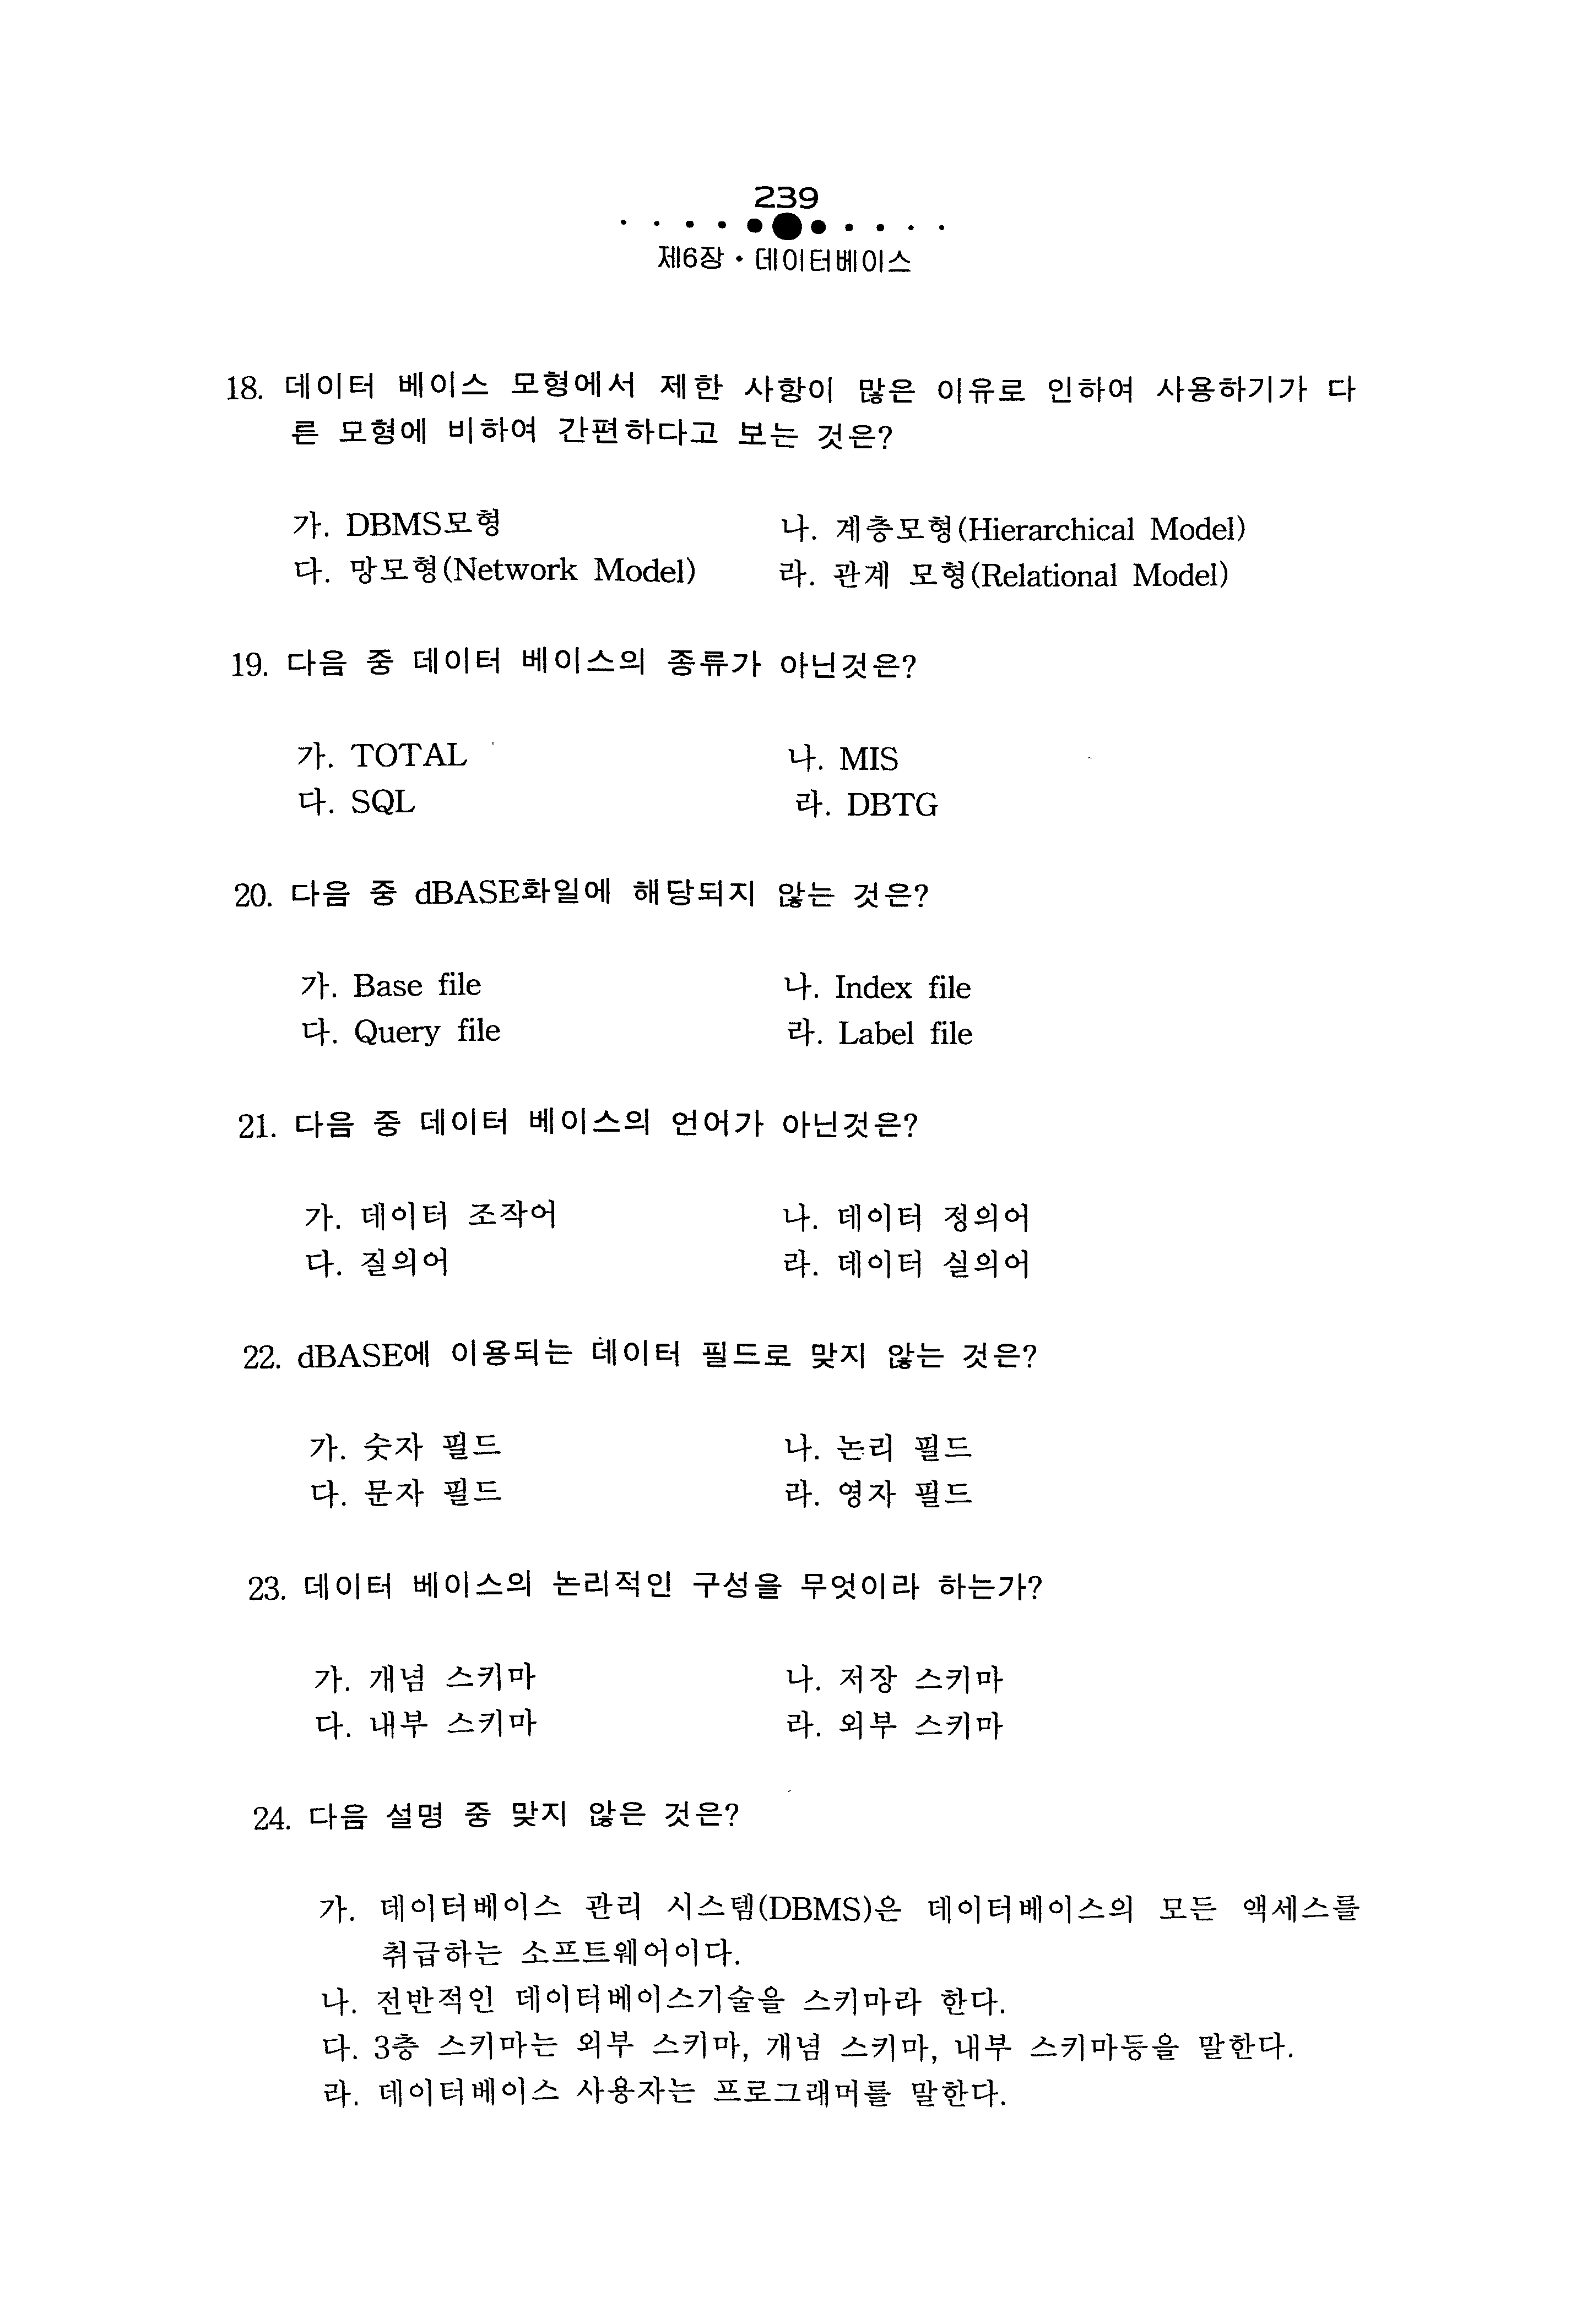 239
제6장 • 데이터베이스
18. 데이터 베이스 모형에서 제한 사항이 많은 이유로 인하여 사용하기가 다
른 모형에 비하여 간편하다고 보는 것은?
가. DBMS모형 나. 계층모형(Hierarchical Model)
다. 망모형(Network Model) 라. 관계 모형(Relational Model)
19. 다음 중 데이터 베이스의 종류가 아닌것은?
가. TOTAL 나. MIS
다. SQL 라. DBTG
20. 다음 중 dBASE화일에 해당되지 않는 것은?
가. Base file 나. Index file
다. Query file 라. Label file
21. 다음 중 데이터 베이스의 언어가 아닌것은?
가. 데이터 조작어 나. 데이터 정의어
다. 질의어 라. 데이터 실의어
22. dBASE에 이용되는 데이터 필드로 맞지 않는 것은?
가. 숫자 필드 나. 논리 필드
다. 문자 필드 라. 영자 필드
23. 데이터 베이스의 논리적인 구성을 무엇이라 하는가?
가. 개념 스키마 나. 저장 스키마
다. 내부 스키마 라. 외부 스키마
24. 다음 설명 중 맞지 않은 것은?
가. 데이터베이스 관리 시스템(DBMS)은 데이터베이스의 모든 액세스를
취급하는 소프트웨어이다.
나. 전반적인 데이터베이스기술을 스키마라 한다.
다. 3층 스키마는 외부 스키마, 개념 스키마, 내부 스키마등을 말한다.
라. 데이터베이스 사용자는 프로그래머를 말한다.